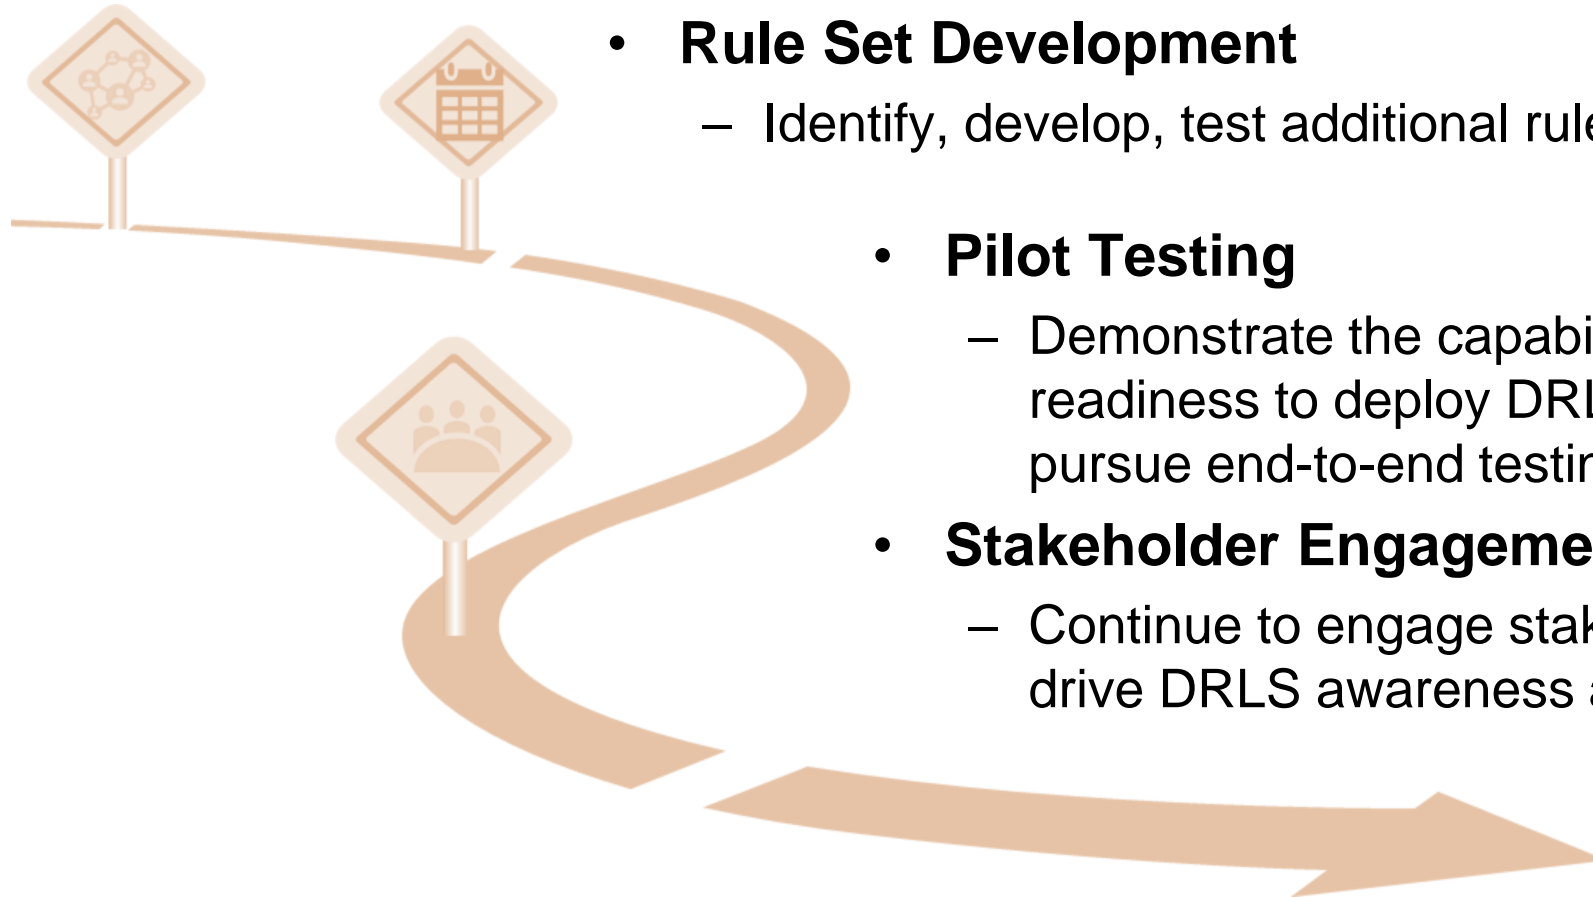 • Rule Set Development
– Identify, develop, test additional rule
• Pilot Testing
– Demonstrate the capabi
readiness to deploy DRL
pursue end-to-end testin
• Stakeholder Engageme
– Continue to engage stak
drive DRLS awareness a